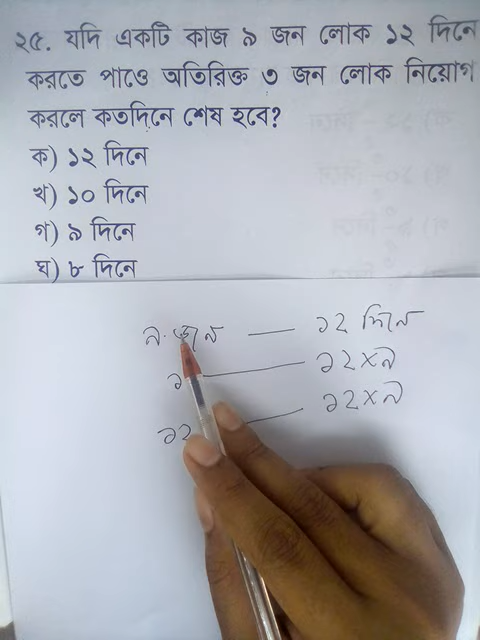 ২৫. যদি একটি কাজ ৯ জন লোক ১২ দিনে
করতে পাওে অতিরিক্ত ৩ জন লোক নিয়োগ
করলে কতদিনে শেষ হবে?
ক) ১২ দিনে
খ) ১০ দিনে
গ) ৯ দিনে
ঘ) ৮ দিনে
৯ জন — ১২ দিনে
১ — ১২×৯
১২ — ১২×৯